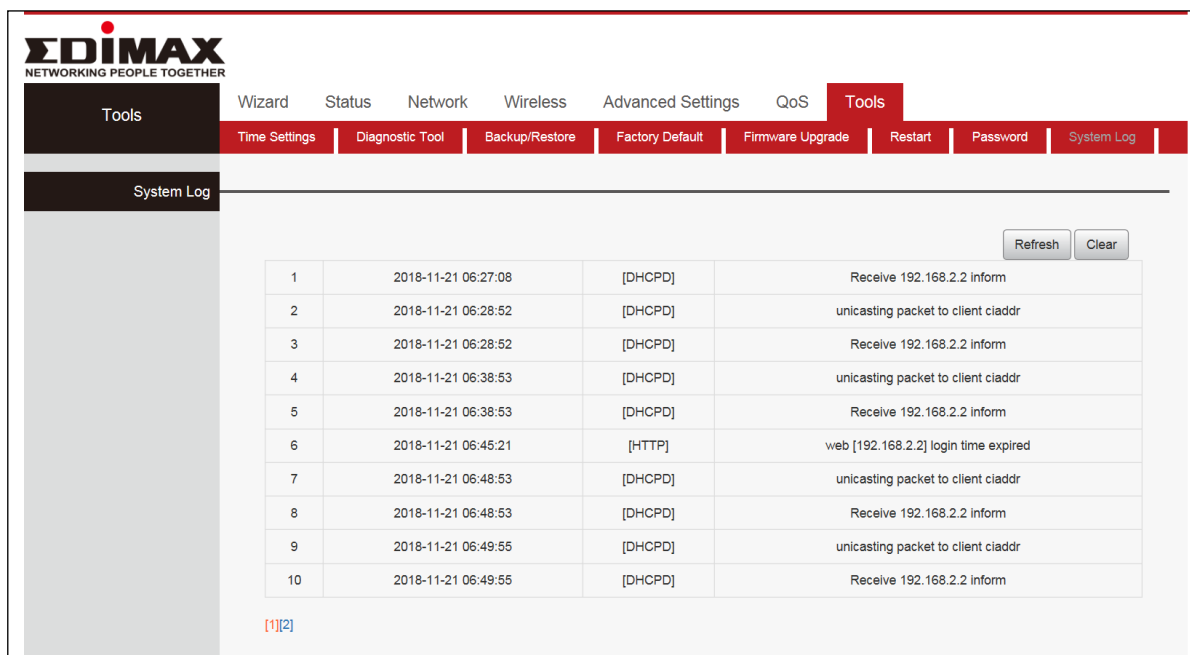 EDIMAX
NETWORKING PEOPLE TOGETHER
Tools
Wizard Status Network Wireless Advanced Settings QoS Tools
Time Settings Diagnostic Tool Backup/Restore Factory Default Firmware Upgrade Restart Password System Log
System Log
Refresh Clear
1 2018-11-21 06:27:08 [DHCPD] Receive 192.168.2.2 inform
2 2018-11-21 06:28:52 [DHCPD] unicasting packet to client ciaddr
3 2018-11-21 06:28:52 [DHCPD] Receive 192.168.2.2 inform
4 2018-11-21 06:38:53 [DHCPD] unicasting packet to client ciaddr
5 2018-11-21 06:38:53 [DHCPD] Receive 192.168.2.2 inform
6 2018-11-21 06:45:21 [HTTP] web [192.168.2.2] login time expired
7 2018-11-21 06:48:53 [DHCPD] unicasting packet to client ciaddr
8 2018-11-21 06:48:53 [DHCPD] Receive 192.168.2.2 inform
9 2018-11-21 06:49:55 [DHCPD] unicasting packet to client ciaddr
10 2018-11-21 06:49:55 [DHCPD] Receive 192.168.2.2 inform
[1][2]